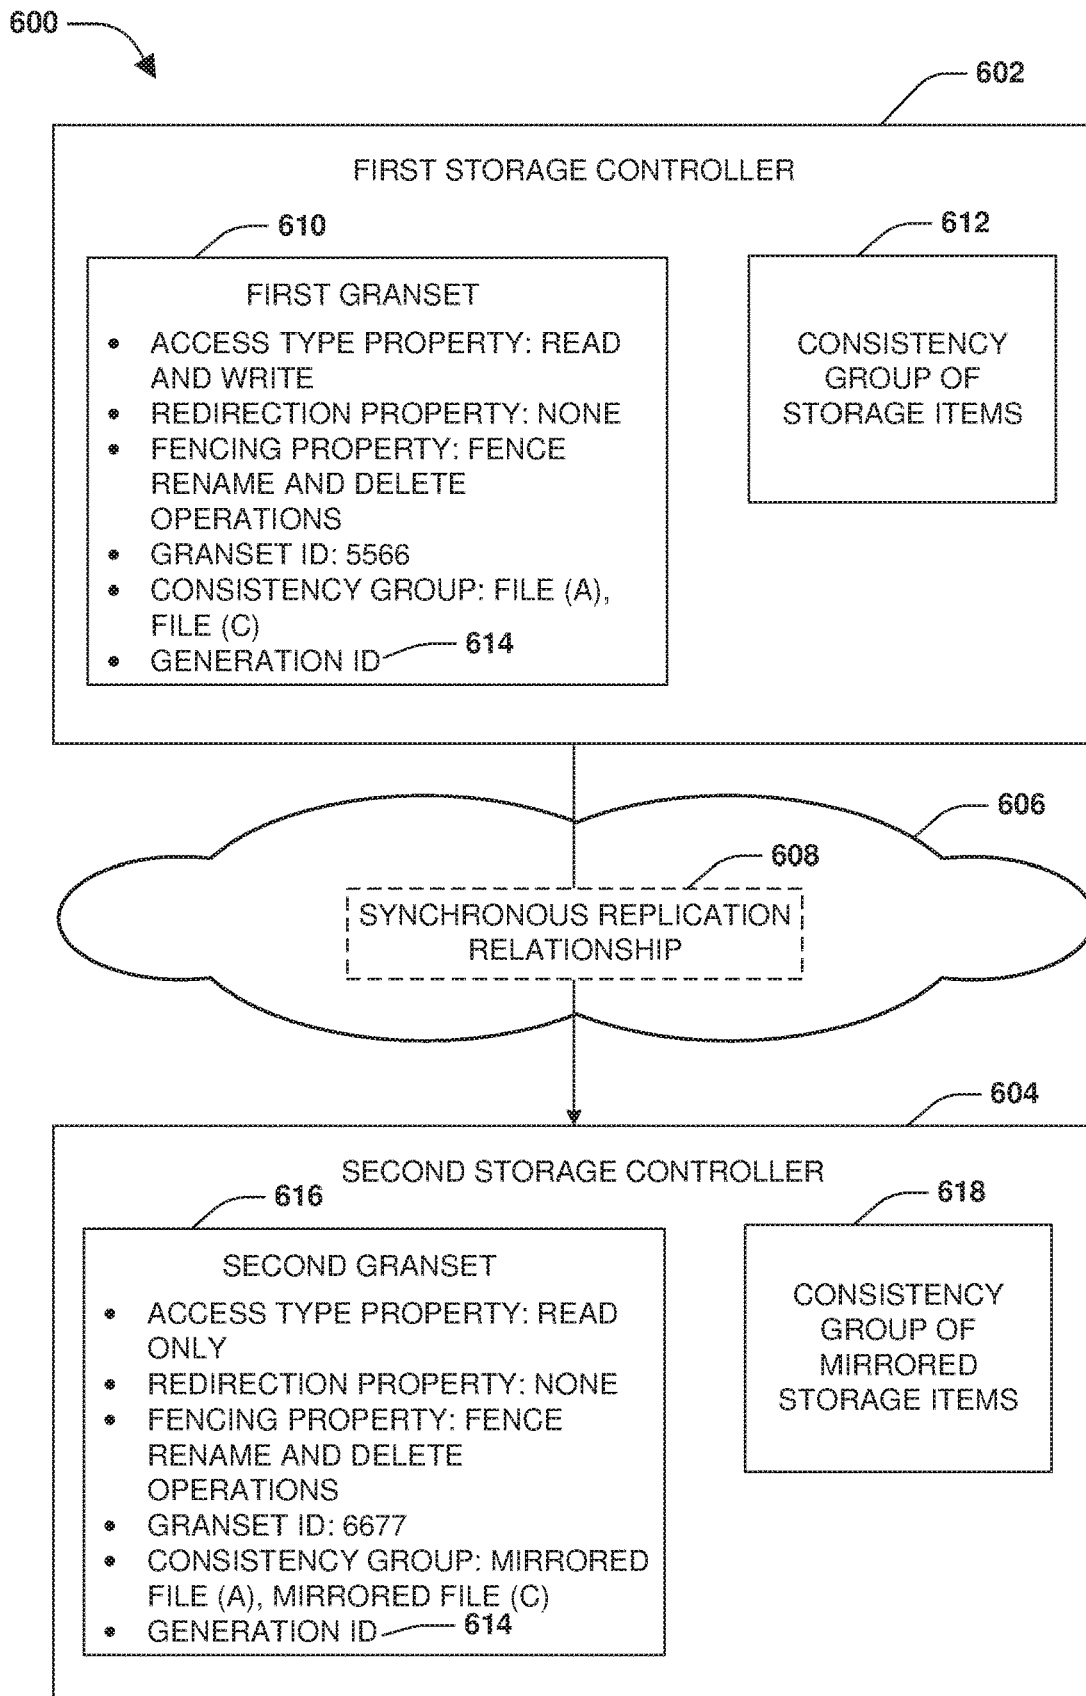 600
602
FIRST STORAGE CONTROLLER
610
FIRST GRANSET
• ACCESS TYPE PROPERTY: READ
AND WRITE
• REDIRECTION PROPERTY: NONE
• FENCING PROPERTY: FENCE
RENAME AND DELETE
OPERATIONS
• GRANSET ID: 5566
• CONSISTENCY GROUP: FILE (A),
FILE (C)
• GENERATION ID 614
612
CONSISTENCY
GROUP OF
STORAGE ITEMS
606
608
SYNCHRONOUS REPLICATION
RELATIONSHIP
604
SECOND STORAGE CONTROLLER
616
SECOND GRANSET
• ACCESS TYPE PROPERTY: READ
ONLY
• REDIRECTION PROPERTY: NONE
• FENCING PROPERTY: FENCE
RENAME AND DELETE
OPERATIONS
• GRANSET ID: 6677
• CONSISTENCY GROUP: MIRRORED
FILE (A), MIRRORED FILE (C)
• GENERATION ID 614
618
CONSISTENCY
GROUP OF
MIRRORED
STORAGE ITEMS